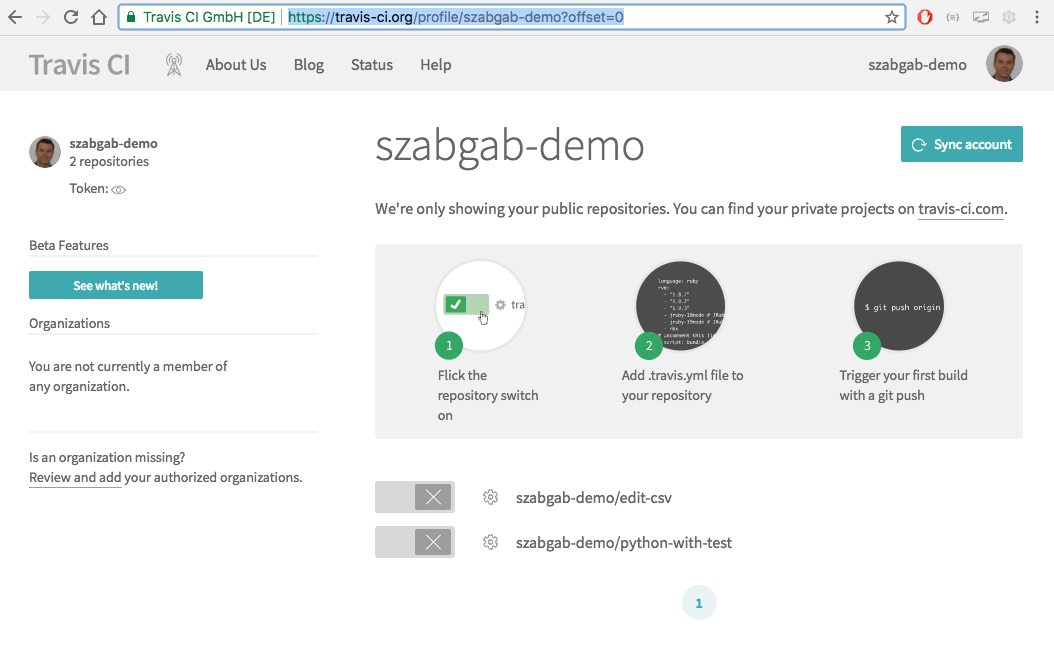 Travis CI GmbH [DE] https://travis-ci.org/profile/szabgab-demo?offset=0
Travis CI About Us Blog Status Help szabgab-demo
szabgab-demo
2 repositories
Token:
Beta Features
See what's new!
Organizations
You are not currently a member of
any organization.
Is an organization missing?
Review and add your authorized organizations.
szabgab-demo
Sync account
We're only showing your public repositories. You can find your private projects on travis-ci.com.
tra
1
Flick the
repository switch
on
language: ruby
rvm:
- "1.8.7"
- "1.9.2"
- "1.9.3"
- jruby-18mode # JRub
- jruby-19mode # JRu
- rbx
# uncomment this li
script: bundle
2
Add .travis.yml file to
your repository
$ git push origin
3
Trigger your first build
with a git push
szabgab-demo/edit-csv
szabgab-demo/python-with-test
1